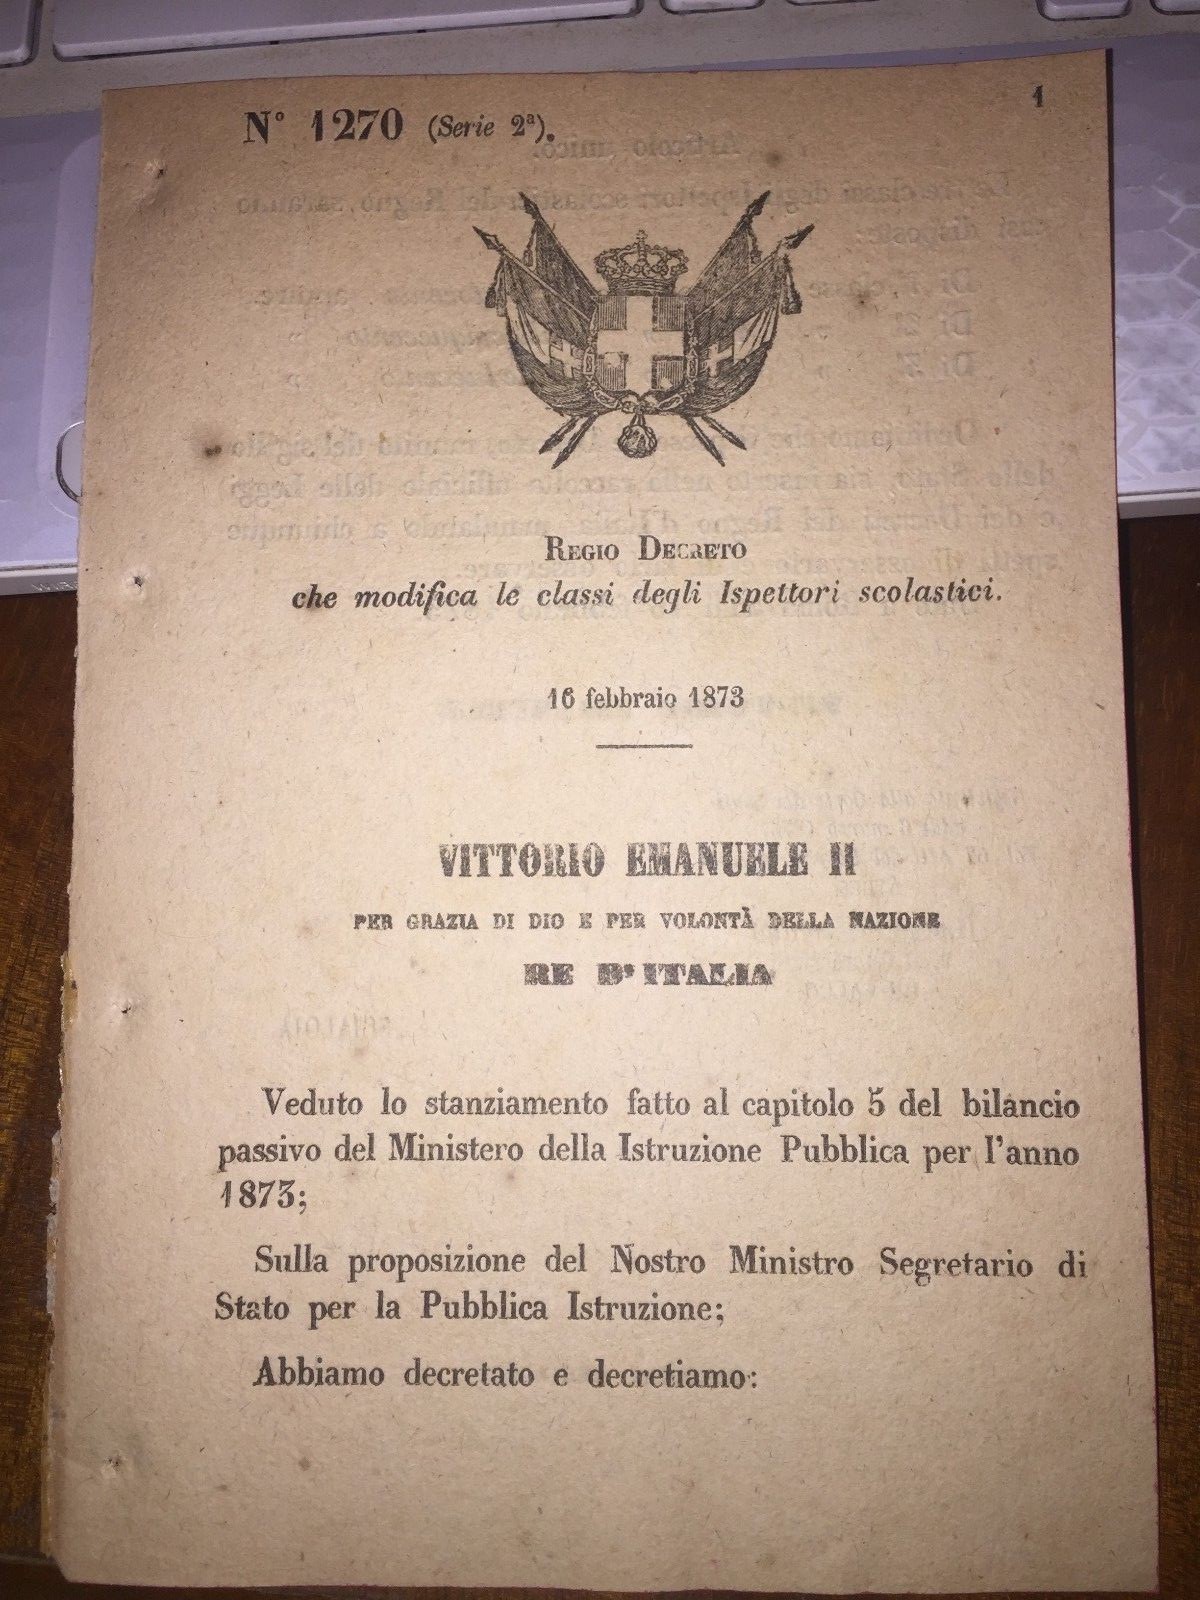 N° 1270 (Serie 2ª).
1
REGIO DECRETO
che modifica le classi degli Ispettori scolastici.
16 febbraio 1873
VITTORIO EMANUELE II
PER GRAZIA DI DIO E PER VOLONTÀ DELLA NAZIONE
RE D'ITALIA
Veduto lo stanziamento fatto al capitolo 5 del bilancio
passivo del Ministero della Istruzione Pubblica per l'anno
1873;
Sulla proposizione del Nostro Ministro Segretario di
Stato per la Pubblica Istruzione;
Abbiamo decretato e decretiamo: